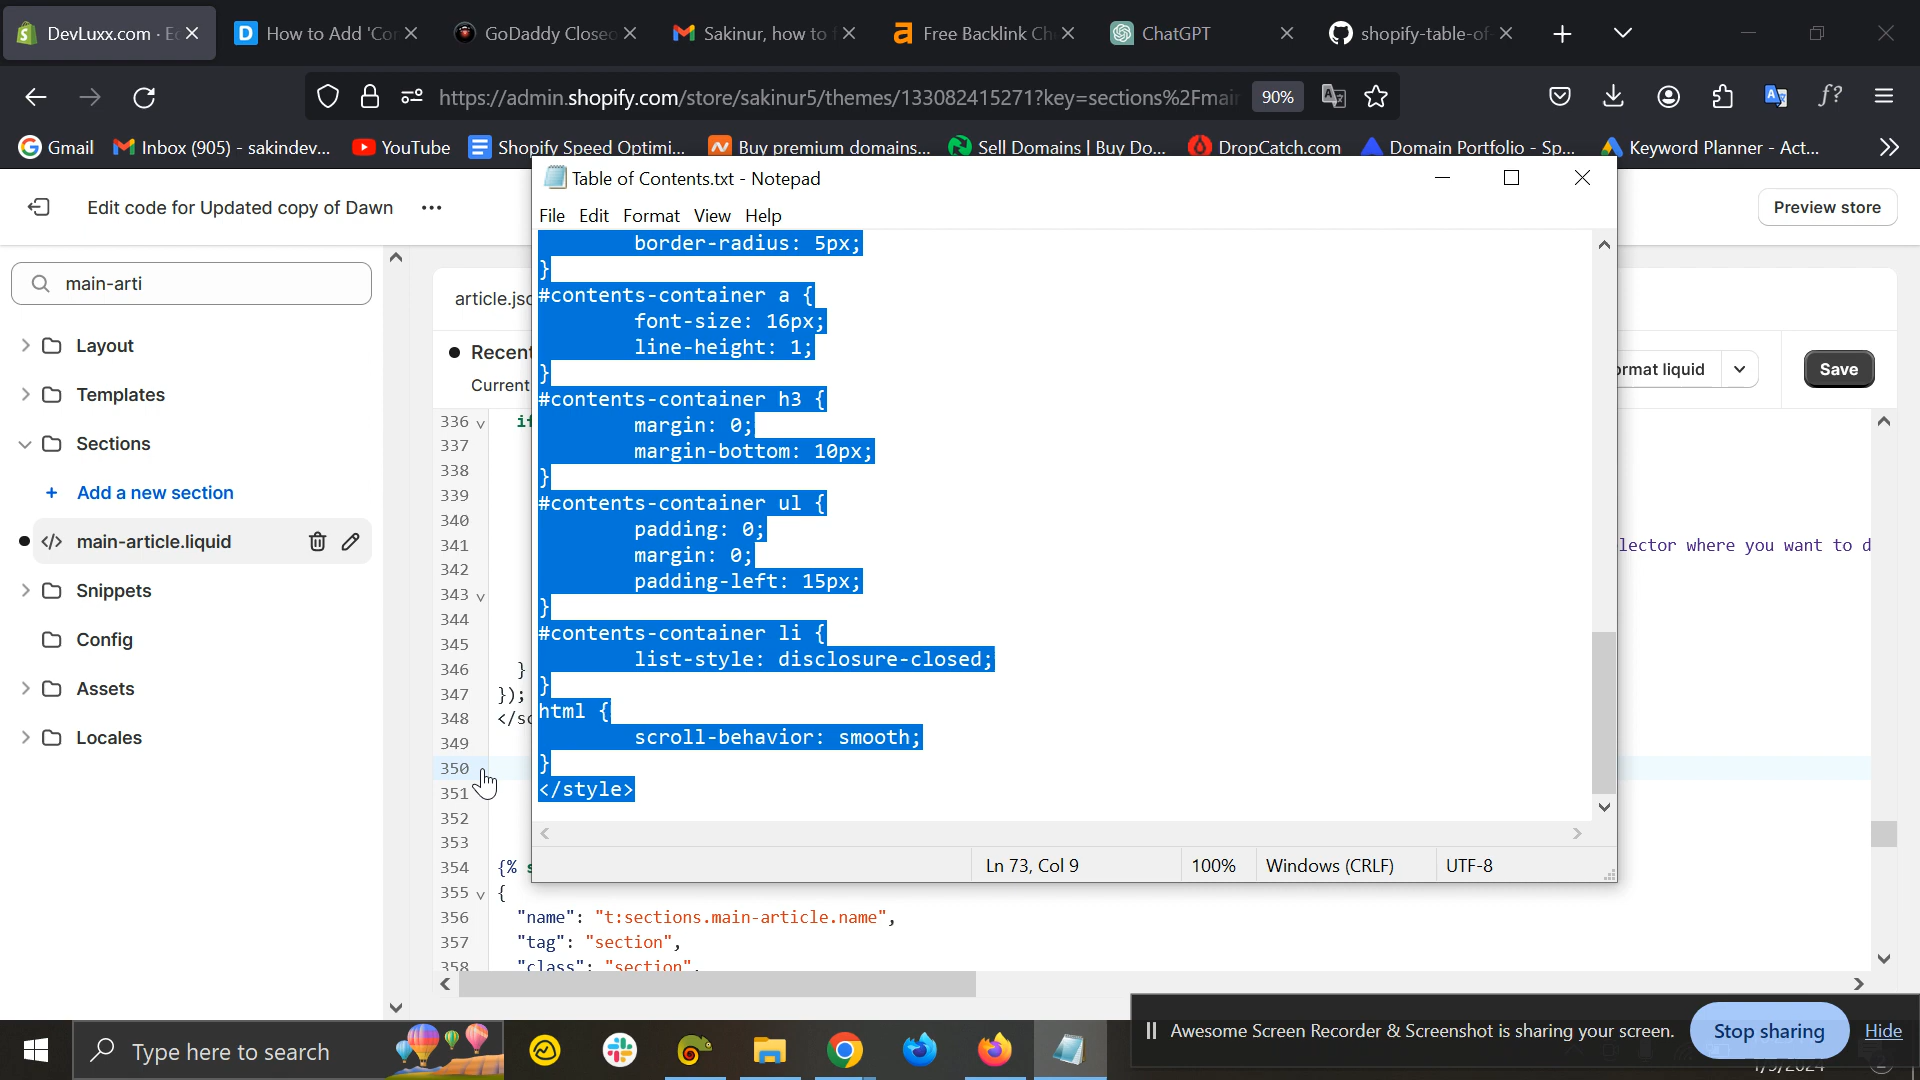 DevLuxx.com · E
How to Add 'Cor
GoDaddy Closeo
Sakinur, how to
Free Backlink Ch
ChatGPT
shopify-table-of-
https://admin.shopify.com/store/sakinur5/themes/133082415271?key=sections%2Fmai
90%
Gmail
Inbox (905) - sakindev...
YouTube
Shopify Speed Optimi...
Buy premium domains...
Sell Domains | Buy Do...
DropCatch.com
Domain Portfolio - Sp...
Keyword Planner - Act...
Table of Contents.txt - Notepad
File Edit Format View Help
Edit code for Updated copy of Dawn
Preview store
main-arti
Layout
Templates
Sections
+ Add a new section
</> main-article.liquid
Snippets
Config
Assets
Locales
article.jso
Recen
Current
rmat liquid
Save
border-radius: 5px;
}
#contents-container a {
font-size: 16px;
line-height: 1;
}
#contents-container h3 {
margin: 0;
margin-bottom: 10px;
}
#contents-container ul {
padding: 0;
margin: 0;
padding-left: 15px;
}
#contents-container li {
list-style: disclosure-closed;
}
html {
scroll-behavior: smooth;
}
</style>
Ln 73, Col 9
100%
Windows (CRLF)
UTF-8
336 if
337
338
339
340
341 lector where you want to d
342
343
344
345
346 }
347 });
348 </sc
349
350
351
352
353
354 {% s
355 {
356 "name": "t:sections.main-article.name",
357 "tag": "section",
358 "class": "section",
Awesome Screen Recorder & Screenshot is sharing your screen.
Stop sharing
Hide
Type here to search